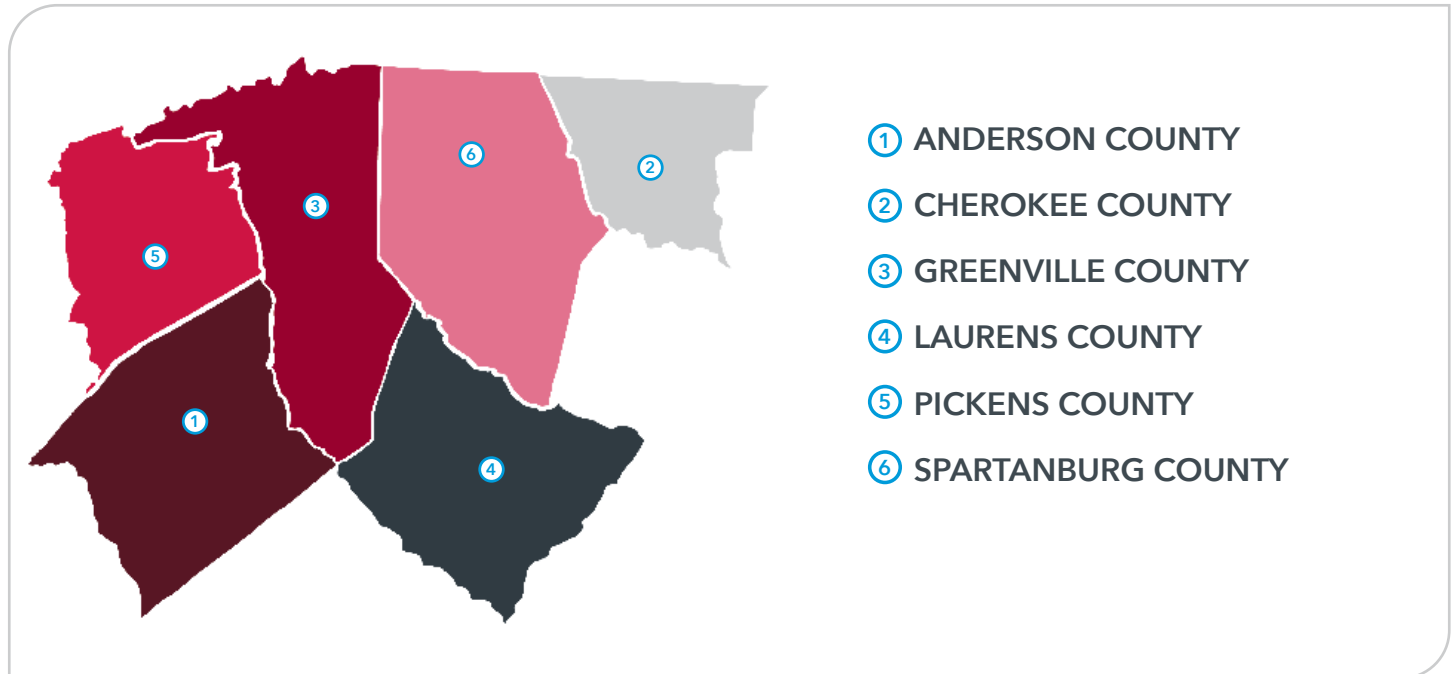 6
2
3
5
1
4
1 ANDERSON COUNTY
2 CHEROKEE COUNTY
3 GREENVILLE COUNTY
4 LAURENS COUNTY
5 PICKENS COUNTY
6 SPARTANBURG COUNTY